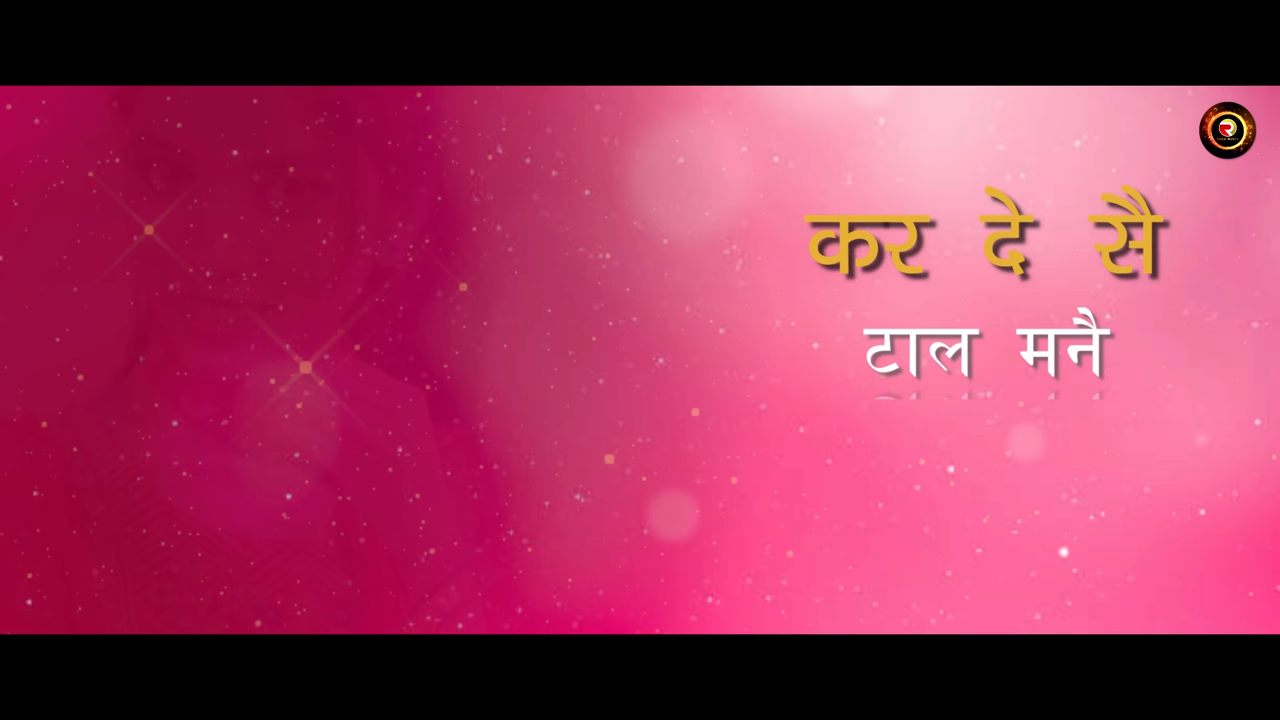 कर दे सै
टाल मनै